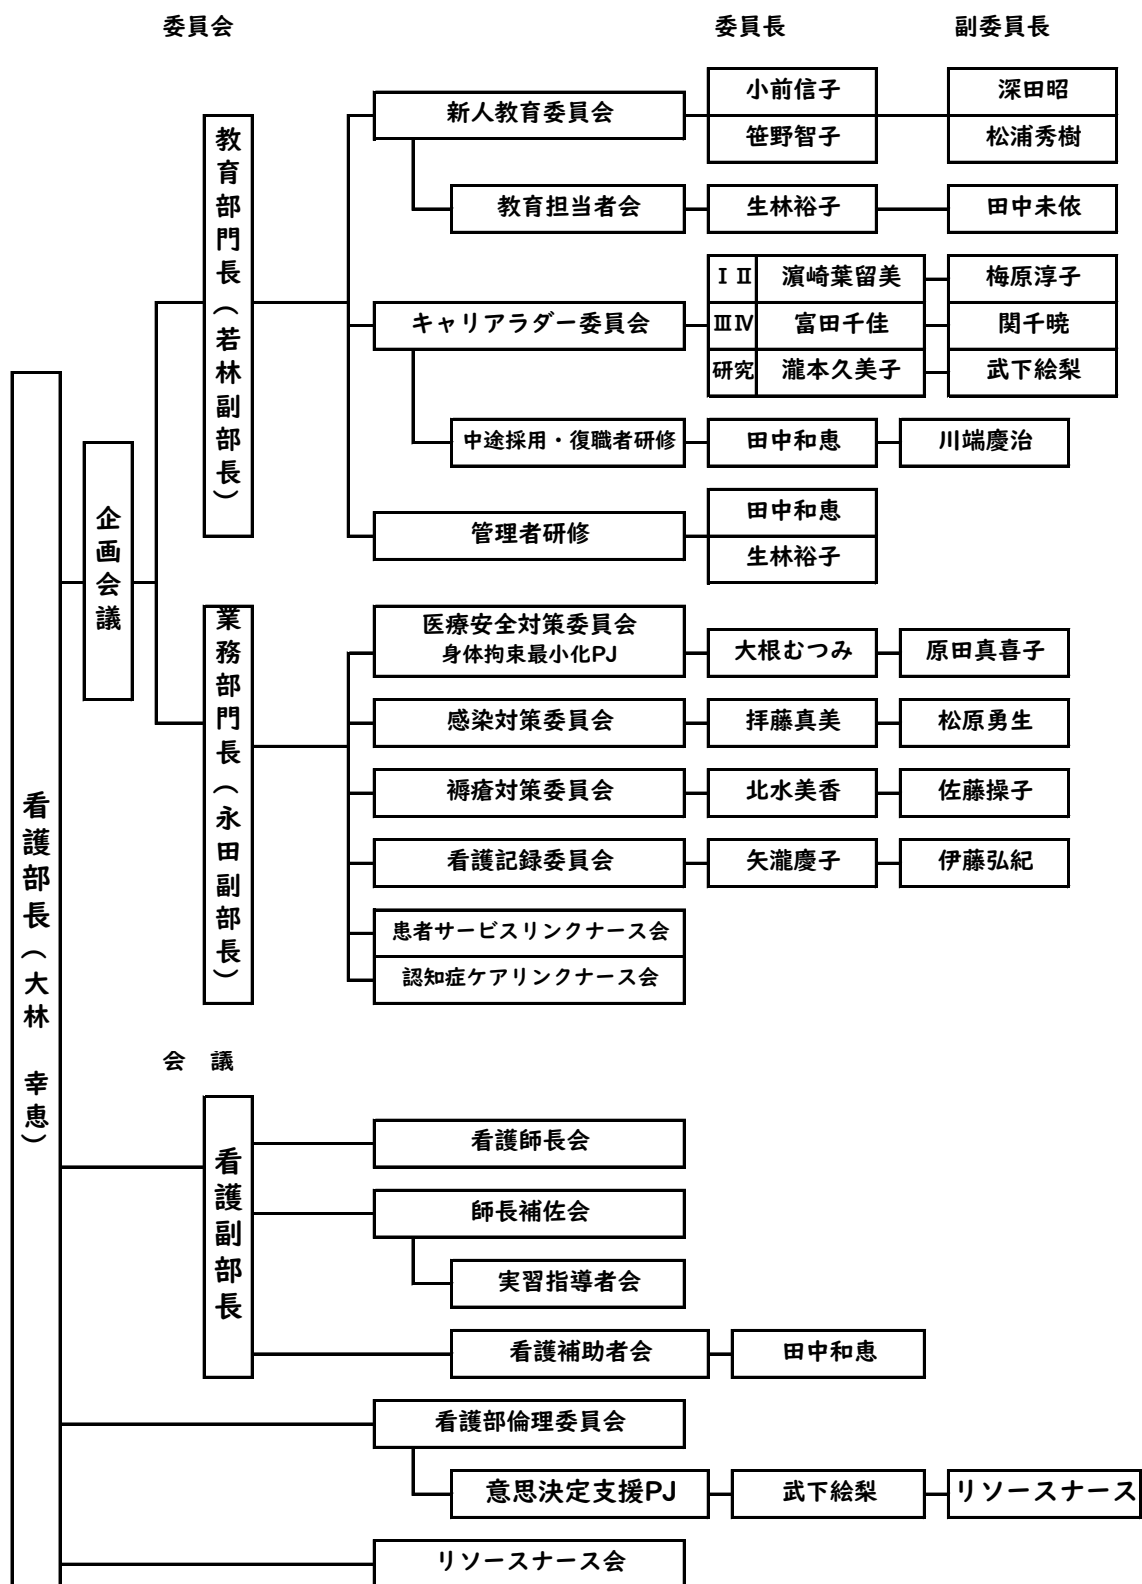 委員会 委員長 副委員長
看護部長(大林 幸恵)
企画会議
教育部門長(若林副部長)
新人教育委員会 小前信子 深田昭
笹野智子 松浦秀樹
教育担当者会 生林裕子 田中未依
キャリアラダー委員会
ⅠⅡ 濵崎葉留美 梅原淳子
ⅢⅣ 富田千佳 関千暁
研究 瀧本久美子 武下絵梨
中途採用・復職者研修 田中和恵 川端慶治
管理者研修 田中和恵
生林裕子
業務部門長(永田副部長)
医療安全対策委員会
身体拘束最小化PJ 大根むつみ 原田真喜子
感染対策委員会 拝藤真美 松原勇生
褥瘡対策委員会 北水美香 佐藤操子
看護記録委員会 矢瀧慶子 伊藤弘紀
患者サービスリンクナース会
認知症ケアリンクナース会
会 議
看護副部長
看護師長会
師長補佐会
実習指導者会
看護補助者会 田中和恵
看護部倫理委員会
意思決定支援PJ 武下絵梨 リソースナース
リソースナース会